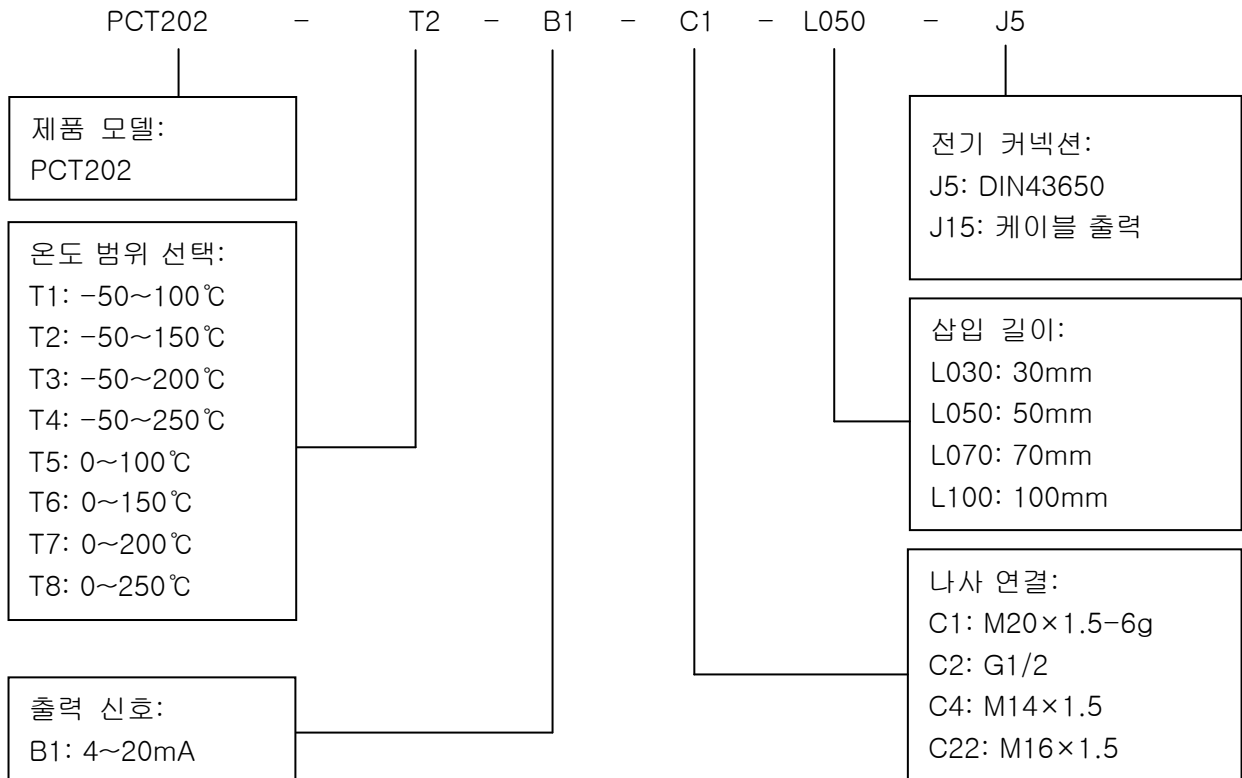 PCT202 - T2 - B1 - C1 - L050 - J5
제품 모델:
PCT202
온도 범위 선택:
T1: -50~100℃
T2: -50~150℃
T3: -50~200℃
T4: -50~250℃
T5: 0~100℃
T6: 0~150℃
T7: 0~200℃
T8: 0~250℃
출력 신호:
B1: 4~20mA
전기 커넥션:
J5: DIN43650
J15: 케이블 출력
삽입 길이:
L030: 30mm
L050: 50mm
L070: 70mm
L100: 100mm
나사 연결:
C1: M20×1.5-6g
C2: G1/2
C4: M14×1.5
C22: M16×1.5